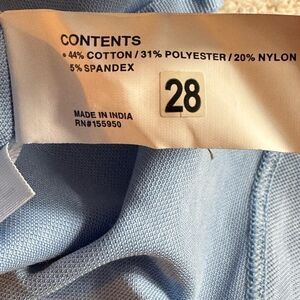 CONTENTS
• 44% COTTON / 31% POLYESTER / 20% NYLON
5% SPANDEX
28
MADE IN INDIA
RN#155950